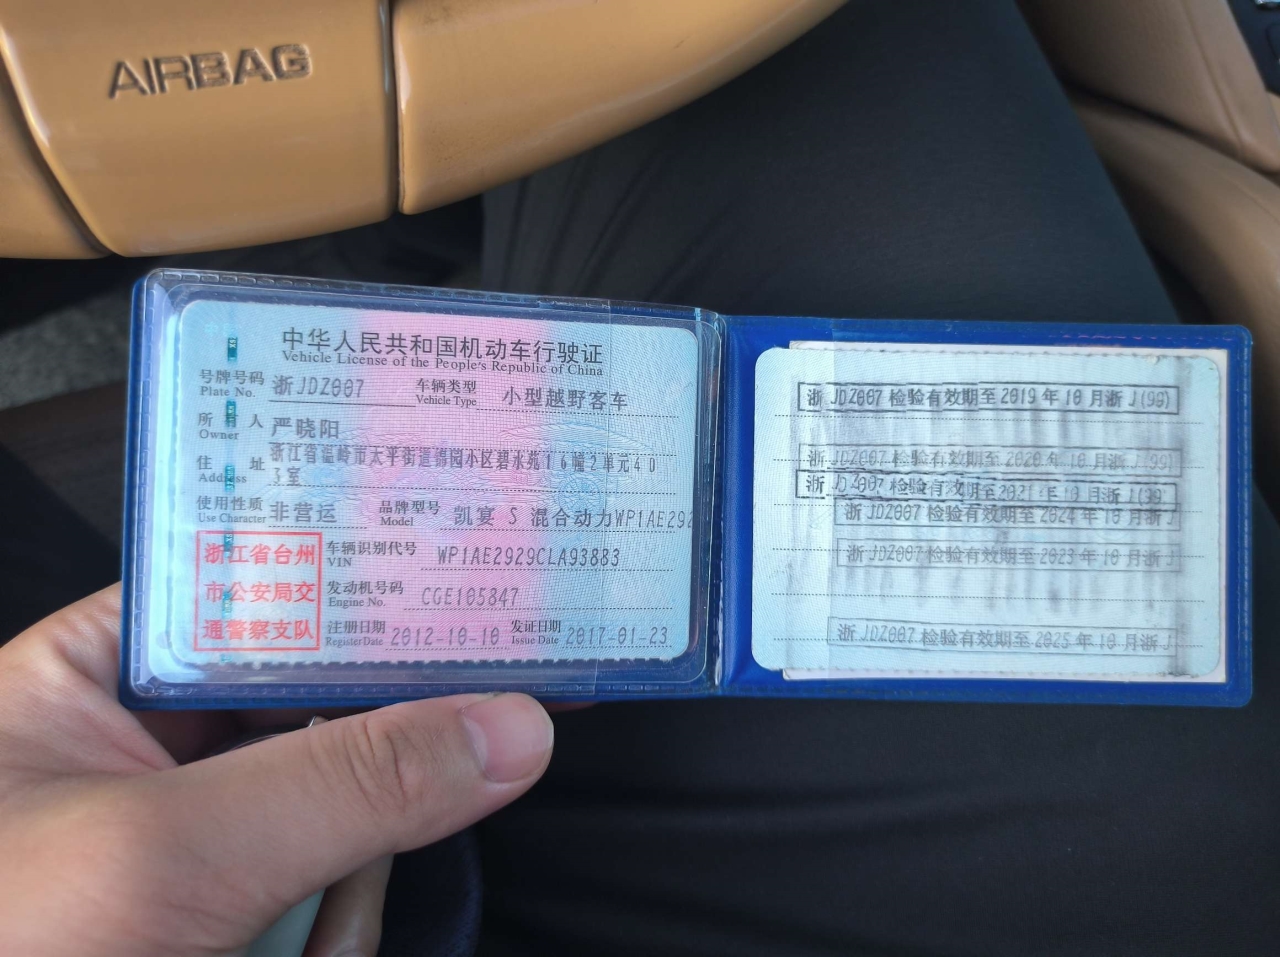 AIRBAG
中华人民共和国机动车行驶证
Vehicle License of the People's Republic of China
号牌号码 浙JDZ007 车辆类型 小型越野客车
Plate No. Vehicle Type
所有人 严晓阳
Owner
住址 浙江省温岭市太平街道锦园小区碧水苑16幢2单元40
Address 3室
使用性质 非营运 品牌型号 凯宴 S 混合动力WP1AE292
Use Character Model
浙江省台州
市公安局交
通警察支队
车辆识别代号 WP1AE2929CLA93883
VIN
发动机号码 CGE105847
Engine No.
注册日期 2012-10-10 发证日期 2017-01-23
Register Date Issue Date
浙JDZ007 检验有效期至2019年10月浙J(99)
浙JDZ007 检验有效期至2020年10月浙J(99)
浙JDZ007 检验有效期至2021年10月浙J(99
浙JDZ007 检验有效期至2024年10月浙J
浙JDZ007 检验有效期至2023年10月浙J
浙JDZ007 检验有效期至2025年10月浙J